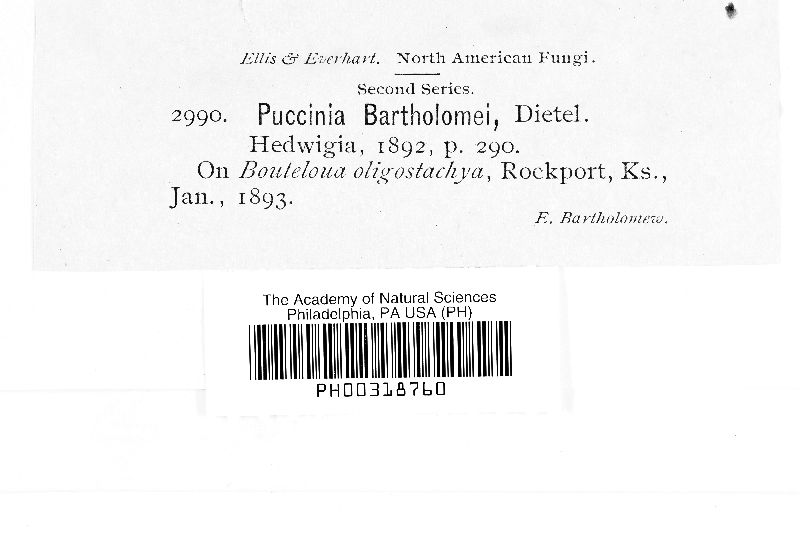 Ellis & Everhart. North American Fungi.
Second Series.
2990. Puccinia Bartholomei, Dietel.
Hedwigia, 1892, p. 290.
On Bouteloua oligostachya, Rockport, Ks.,
Jan., 1893.
E. Bartholomew.
The Academy of Natural Sciences
Philadelphia, PA USA (PH)
PH00318760